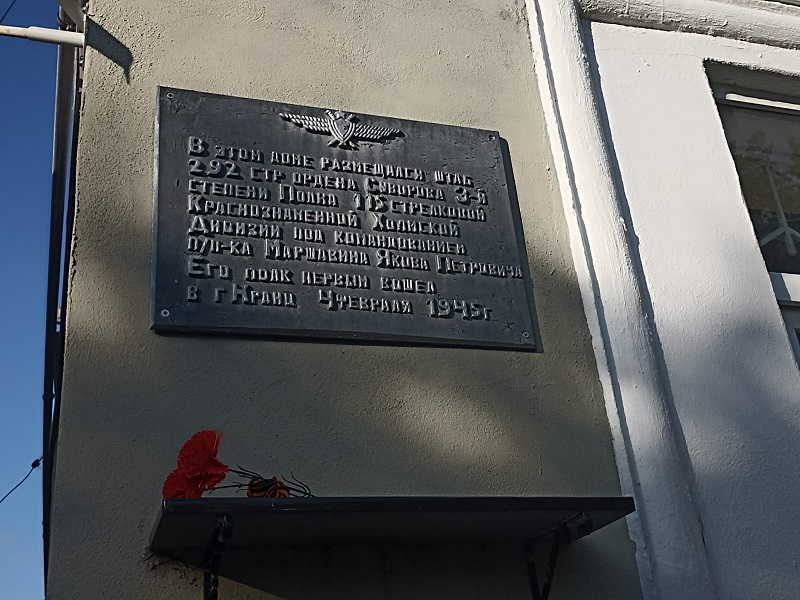 В этом доме размещался штаб
292 стр ордена Суворова 3-й
степени Полка 113 стрелковой
Краснознаменной Холмской
Дивизии под командованием
п/п-ка Маршавина Якова Петровича
Его полк первым вошел
в г Кранц 4 февраля 1945 г.